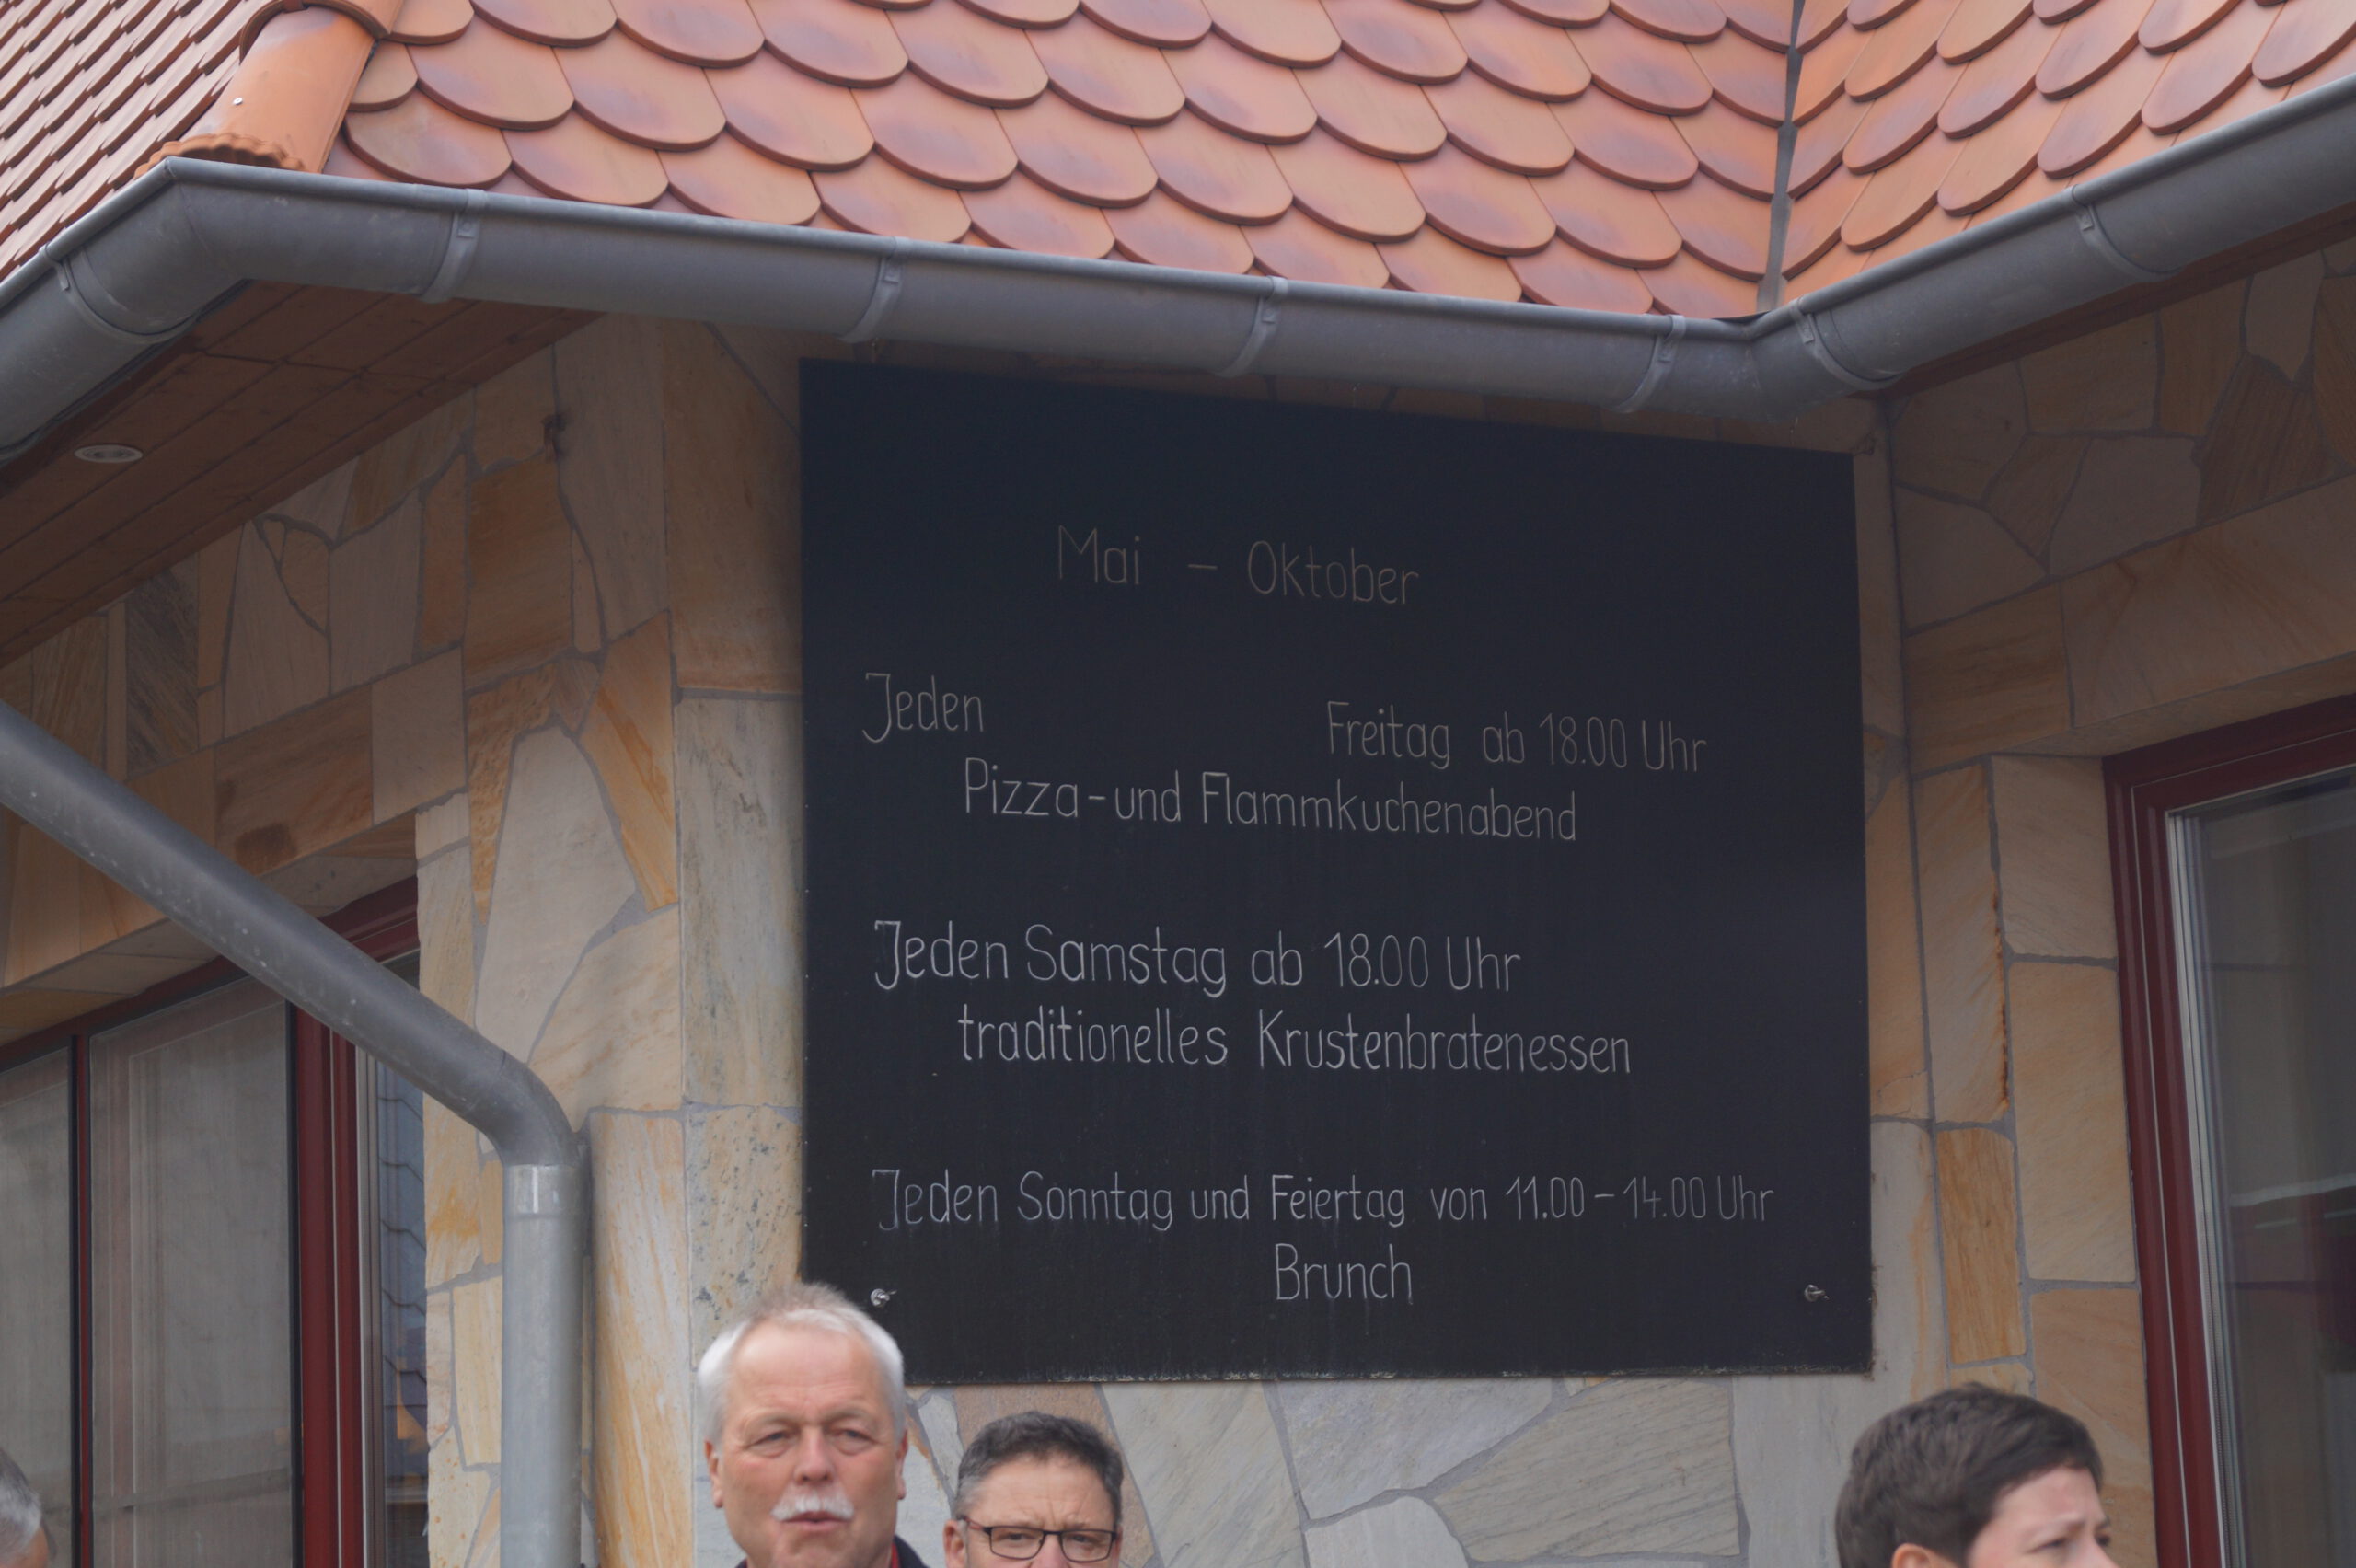 Mai - Oktober
Jeden Freitag ab 18.00 Uhr
Pizza-und Flammkuchenabend
Jeden Samstag ab 18.00 Uhr
traditionelles Krustenbratenessen
Jeden Sonntag und Feiertag von 11.00-14.00 Uhr
Brunch